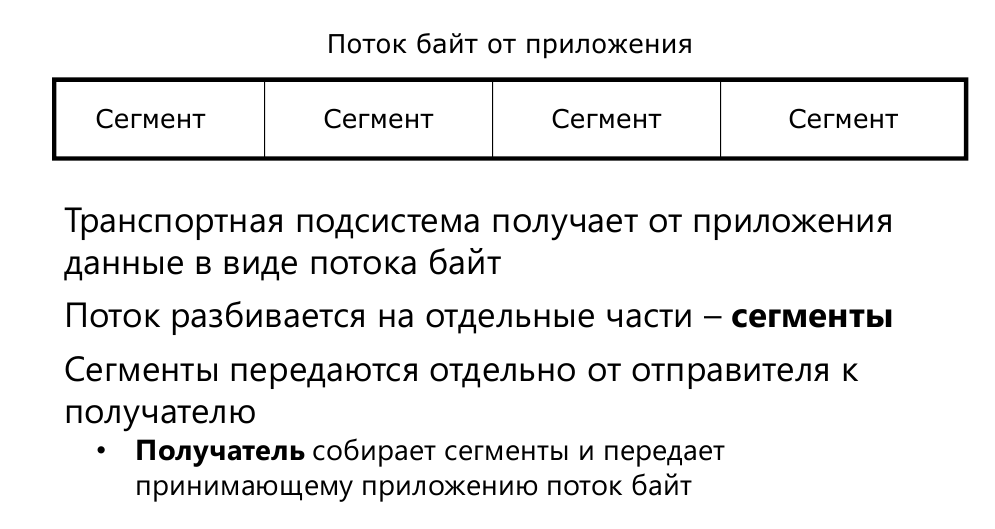 Поток байт от приложения
Сегмент Сегмент Сегмент Сегмент
Транспортная подсистема получает от приложения
данные в виде потока байт
Поток разбивается на отдельные части – сегменты
Сегменты передаются отдельно от отправителя к
получателю
• Получатель собирает сегменты и передает
принимающему приложению поток байт